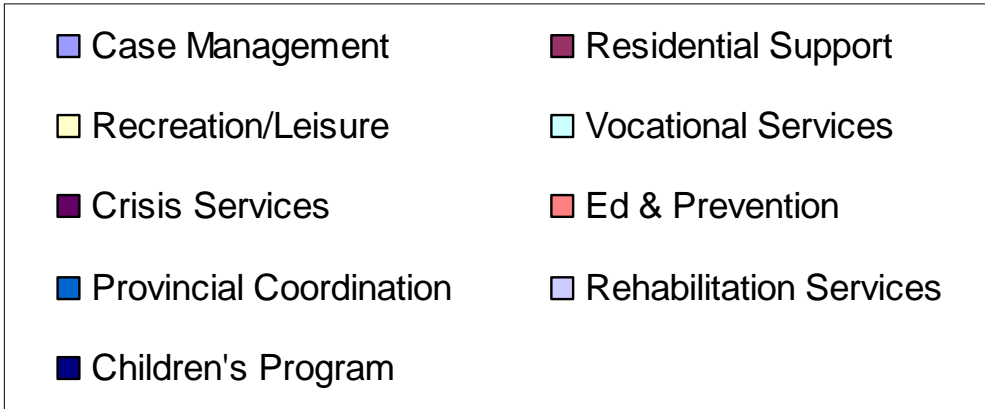 Case Management Residential Support
Recreation/Leisure Vocational Services
Crisis Services Ed & Prevention
Provincial Coordination Rehabilitation Services
Children's Program